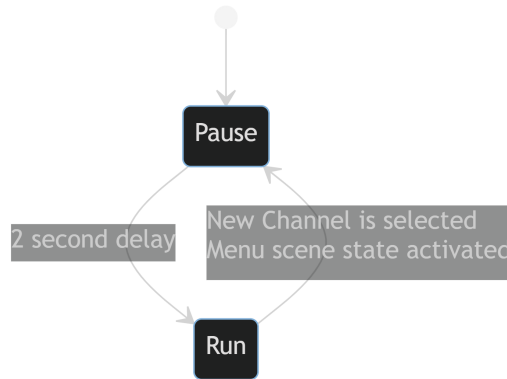 Pause
2 second delay
New Channel is selected
Menu scene state activated
Run